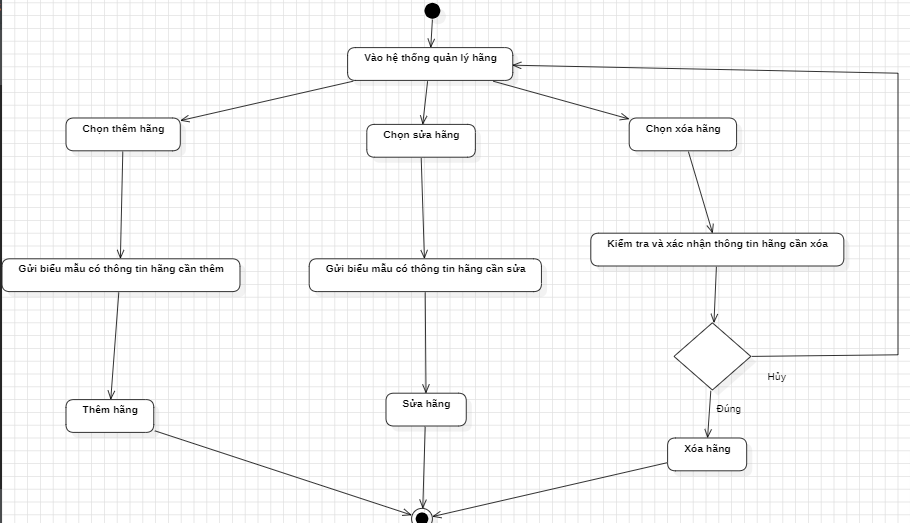 Vào hệ thống quản lý hãng
Chọn thêm hãng
Chọn sửa hãng
Chọn xóa hãng
Kiểm tra và xác nhận thông tin hãng cần xóa
Gửi biểu mẫu có thông tin hãng cần thêm
Gửi biểu mẫu có thông tin hãng cần sửa
Hủy
Đúng
Thêm hãng
Sửa hãng
Xóa hãng